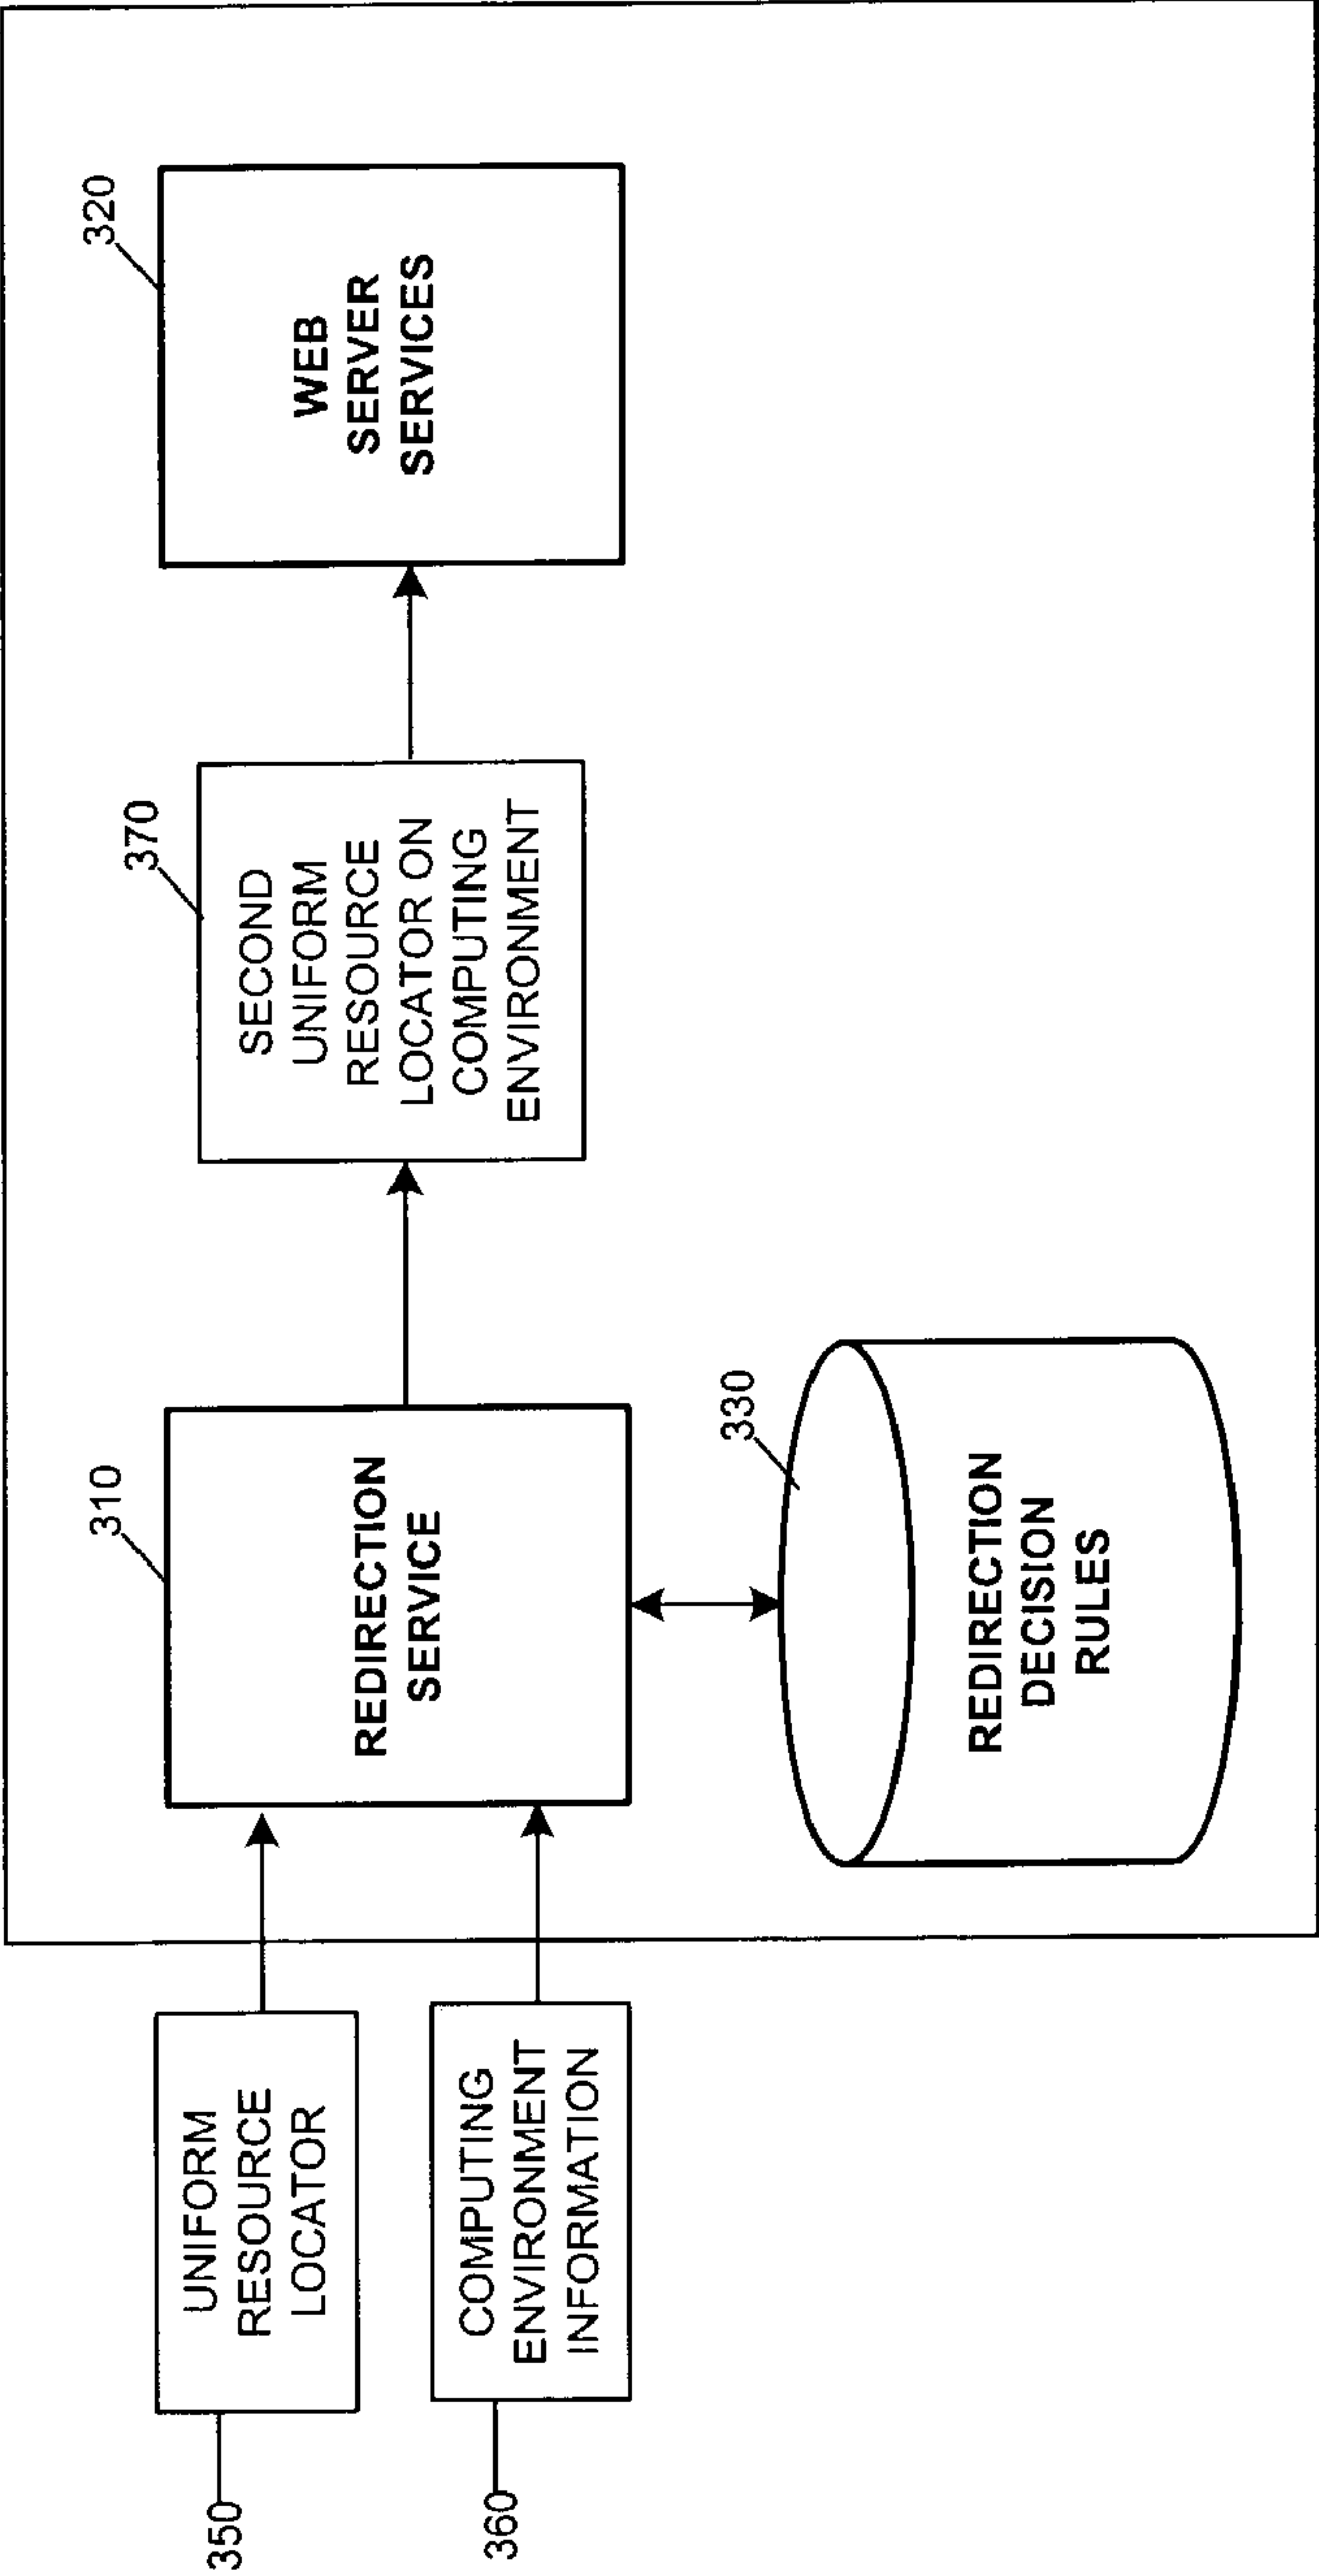 350
UNIFORM
RESOURCE
LOCATOR
360
COMPUTING
ENVIRONMENT
INFORMATION
310
REDIRECTION
SERVICE
330
REDIRECTION
DECISION
RULES
370
SECOND
UNIFORM
RESOURCE
LOCATOR ON
COMPUTING
ENVIRONMENT
320
WEB
SERVER
SERVICES